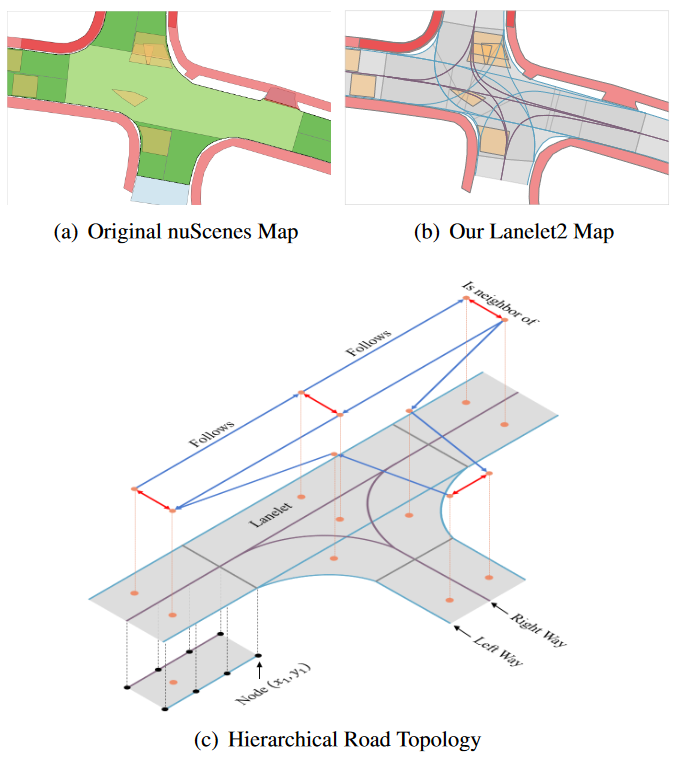 (a) Original nuScenes Map
(b) Our Lanelet2 Map
Is neighbor of
Follows
Follows
Lanelet
Right Way
Left Way
Node (x₁,y₁)
(c) Hierarchical Road Topology